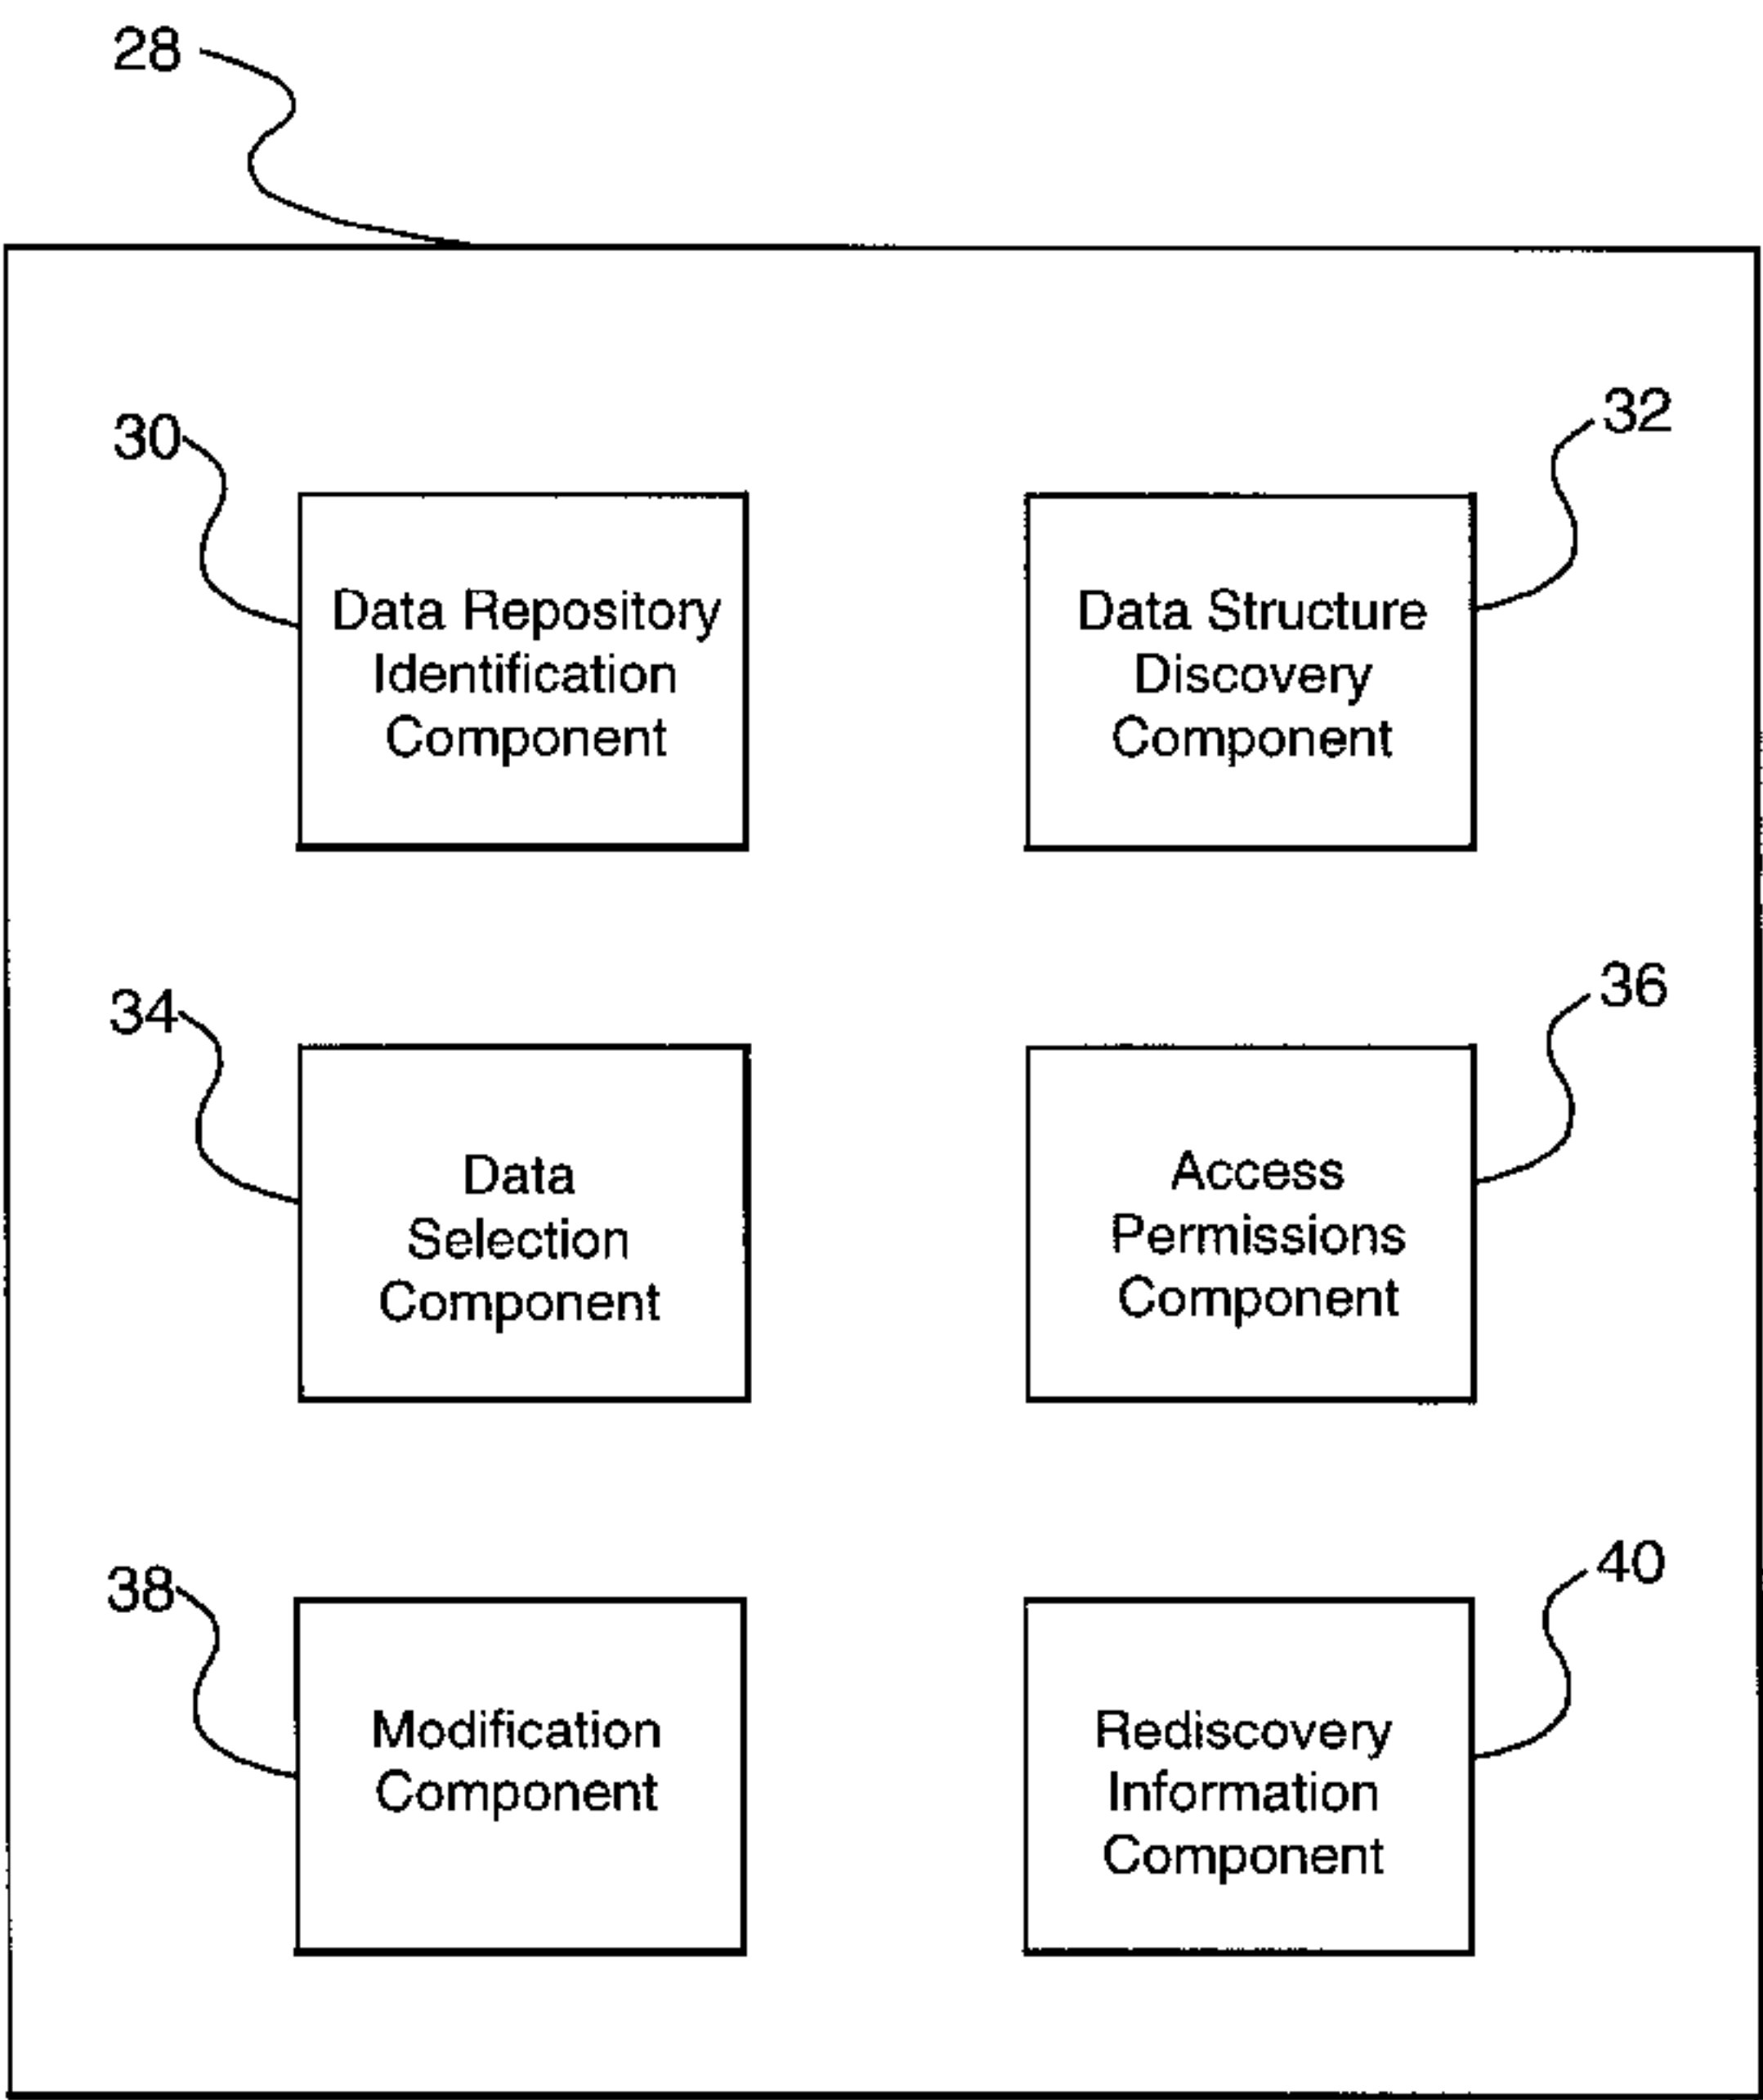 28
30
32
Data Repository
Identification
Component
Data Structure
Discovery
Component
34
36
Data
Selection
Component
Access
Permissions
Component
38
40
Modification
Component
Rediscovery
Information
Component